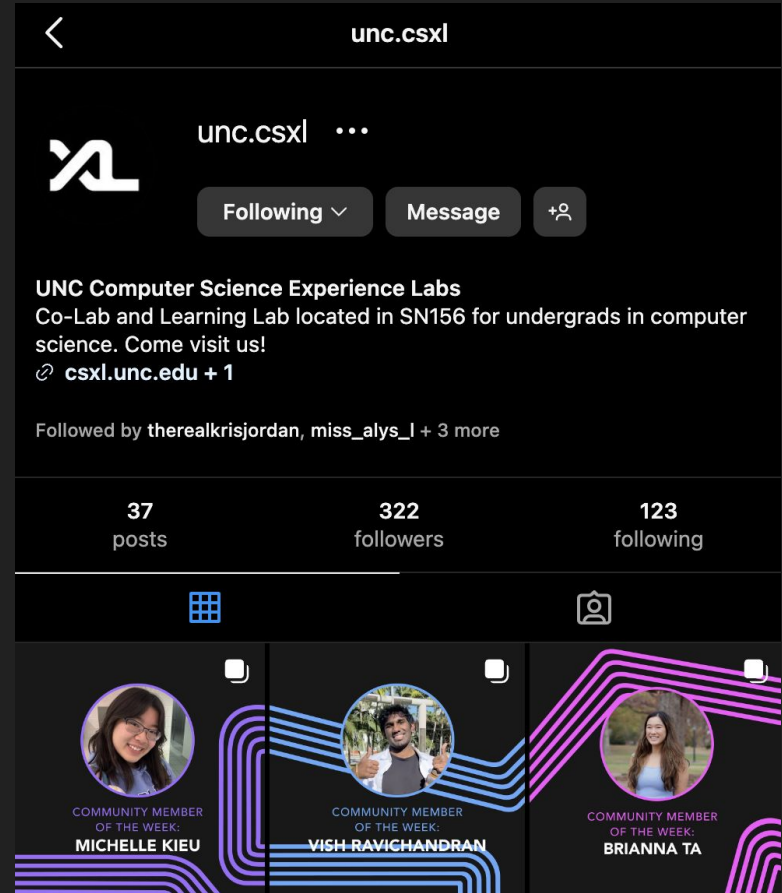 unc.csxl
XL
unc.csxl •••
Following
Message
UNC Computer Science Experience Labs
Co-Lab and Learning Lab located in SN156 for undergrads in computer
science. Come visit us!
csxl.unc.edu + 1
Followed by therealkrisjordan, miss_alys_l + 3 more
37
posts
322
followers
123
following
COMMUNITY MEMBER
OF THE WEEK:
MICHELLE KIEU
COMMUNITY MEMBER
OF THE WEEK:
VISH RAVICHANDRAN
COMMUNITY MEMBER
OF THE WEEK:
BRIANNA TA